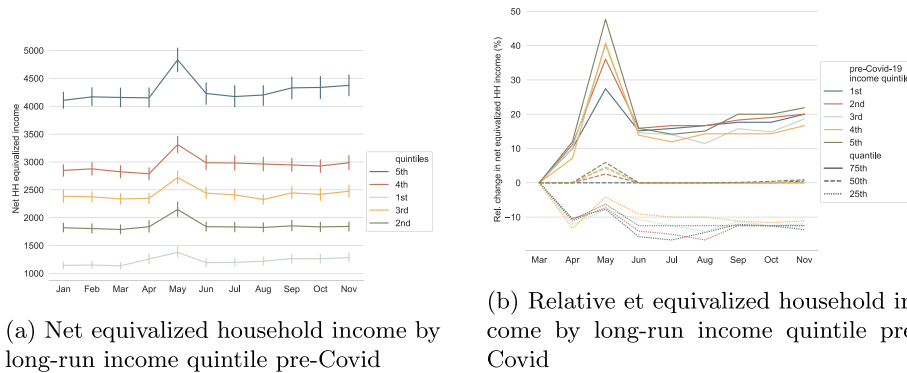 Net HH equivalized income
5000
4500
4000
3500
3000
2500
2000
1500
1000
Jan Feb Mar Apr May Jun Jul Aug Sep Oct Nov
quintiles
5th
4th
1st
3rd
2nd
(a) Net equivalized household income by
long-run income quintile pre-Covid
Rel. change in net equivalized HH income (%)
50
40
30
20
10
0
−10
Mar Apr May Jun Jul Aug Sep Oct Nov
pre-Covid-19
income quintile
1st
2nd
3rd
4th
5th
quantile
75th
50th
25th
(b) Relative et equivalized household in
come by long-run income quintile pre
Covid